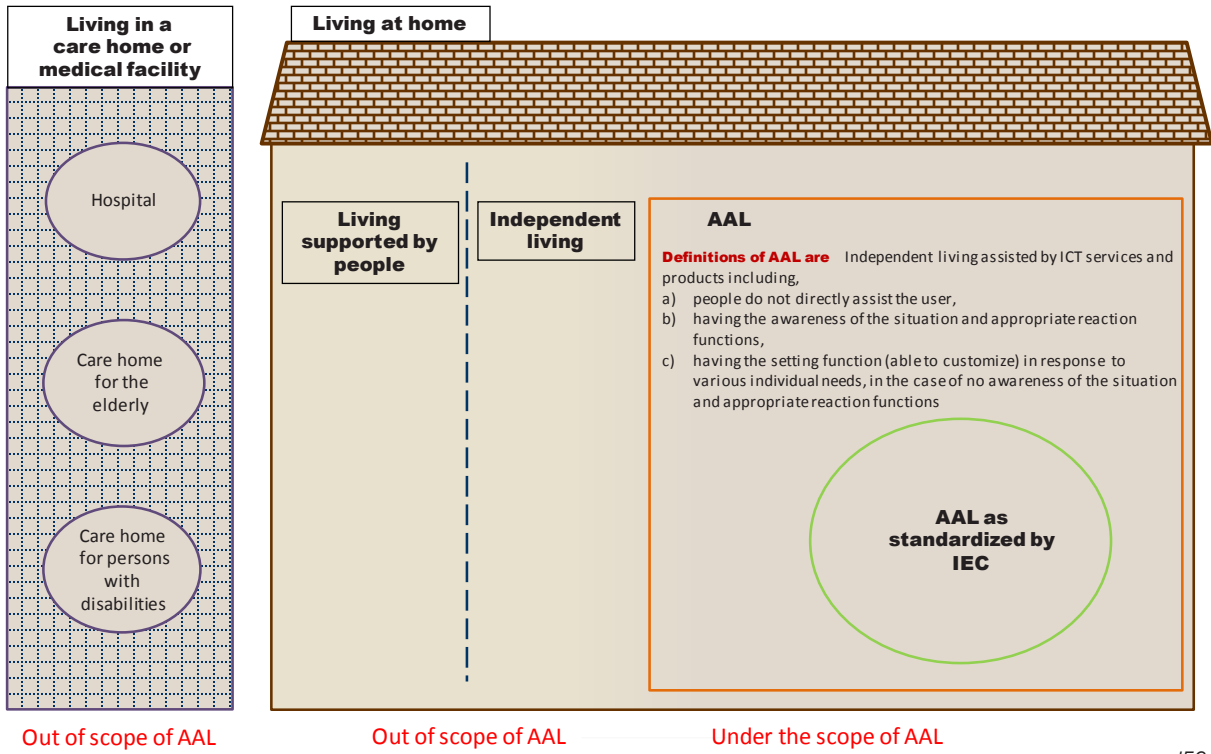 Living in a
care home or
medical facility
Hospital
Care home
for the
elderly
Care home
for persons
with
disabilities
Out of scope of AAL
Living at home
Living
supported by
people
Independent
living
AAL
Definitions of AAL are Independent living assisted by ICT services and
products including,
a) people do not directly assist the user,
b) having the awareness of the situation and appropriate reaction
functions,
c) having the setting function (able to customize) in response to
various individual needs, in the case of no awareness of the situation
and appropriate reaction functions
AAL as
standardized by
IEC
Out of scope of AAL
Under the scope of AAL